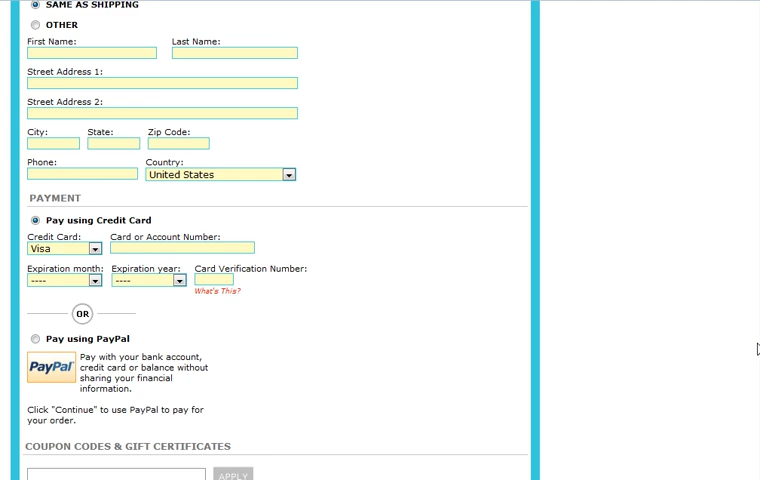 SAME AS SHIPPING
OTHER
First Name: Last Name:
Street Address 1:
Street Address 2:
City: State: Zip Code:
Phone: Country:
United States
PAYMENT
Pay using Credit Card
Credit Card: Card or Account Number:
Visa
Expiration month: Expiration year: Card Verification Number:
---- ----
What's This?
OR
Pay using PayPal
PayPal
Pay with your bank account,
credit card or balance without
sharing your financial
information.
Click "Continue" to use PayPal to pay for
your order.
COUPON CODES & GIFT CERTIFICATES
APPLY